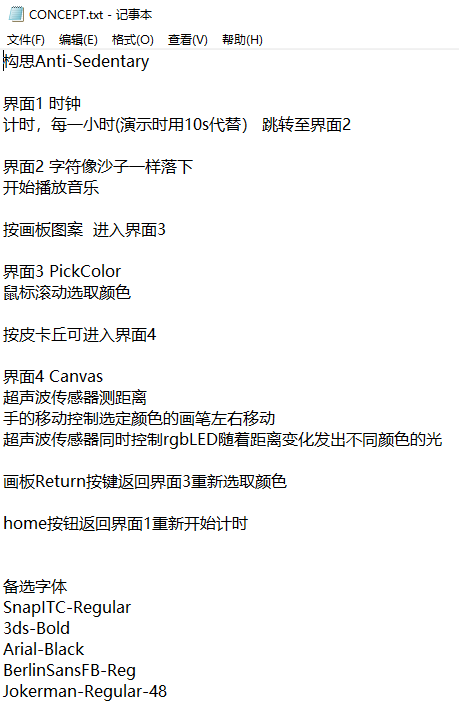 CONCEPT.txt - 记事本
文件(F) 编辑(E) 格式(O) 查看(V) 帮助(H)
构思Anti-Sedentary
界面1 时钟
计时，每一小时(演示时用10s代替） 跳转至界面2
界面2 字符像沙子一样落下
开始播放音乐
按画板图案  进入界面3
界面3 PickColor
鼠标滚动选取颜色
按皮卡丘可进入界面4
界面4 Canvas
超声波传感器测距离
手的移动控制选定颜色的画笔左右移动
超声波传感器同时控制rgbLED随着距离变化发出不同颜色的光
画板Return按键返回界面3重新选取颜色
home按钮返回界面1重新开始计时
备选字体
SnapITC-Regular
3ds-Bold
Arial-Black
BerlinSansFB-Reg
Jokerman-Regular-48